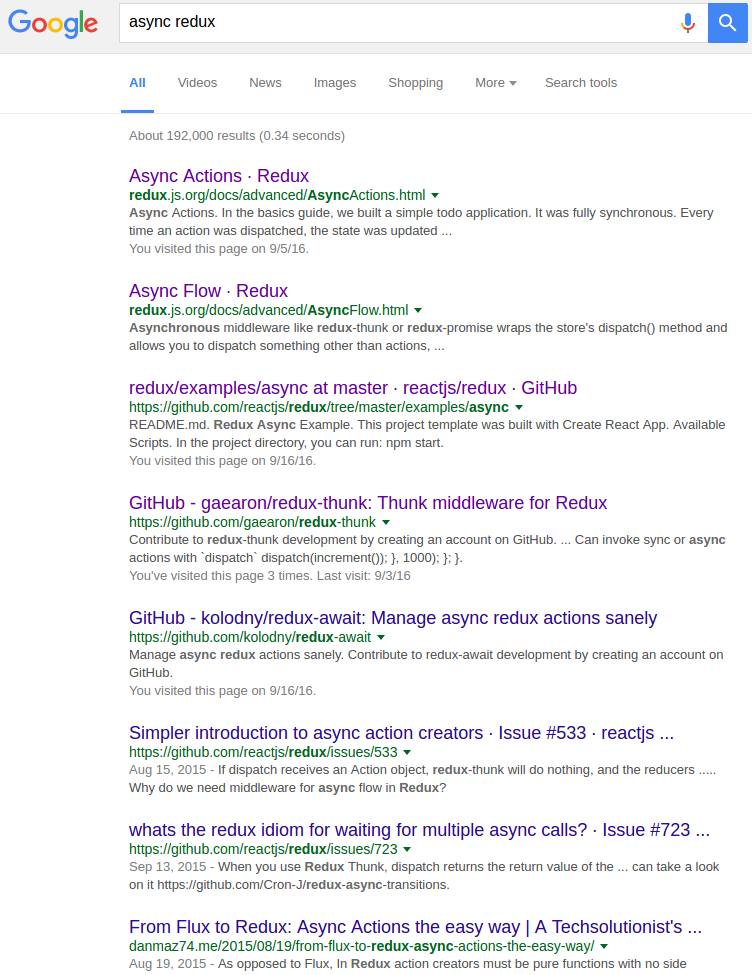 Google
async redux
All Videos News Images Shopping More Search tools
About 192,000 results (0.34 seconds)
Async Actions · Redux
redux.js.org/docs/advanced/AsyncActions.html
Async Actions. In the basics guide, we built a simple todo application. It was fully synchronous. Every
time an action was dispatched, the state was updated ...
You visited this page on 9/5/16.
Async Flow · Redux
redux.js.org/docs/advanced/AsyncFlow.html
Asynchronous middleware like redux-thunk or redux-promise wraps the store's dispatch() method and
allows you to dispatch something other than actions, ...
redux/examples/async at master · reactjs/redux · GitHub
https://github.com/reactjs/redux/tree/master/examples/async
README.md. Redux Async Example. This project template was built with Create React App. Available
Scripts. In the project directory, you can run: npm start.
You visited this page on 9/16/16.
GitHub - gaearon/redux-thunk: Thunk middleware for Redux
https://github.com/gaearon/redux-thunk
Contribute to redux-thunk development by creating an account on GitHub. ... Can invoke sync or async
actions with `dispatch` dispatch(increment()); }, 1000); }; }.
You've visited this page 3 times. Last visit: 9/3/16
GitHub - kolodny/redux-await: Manage async redux actions sanely
https://github.com/kolodny/redux-await
Manage async redux actions sanely. Contribute to redux-await development by creating an account on
GitHub.
You visited this page on 9/16/16.
Simpler introduction to async action creators · Issue #533 · reactjs ...
https://github.com/reactjs/redux/issues/533
Aug 15, 2015 - If dispatch receives an Action object, redux-thunk will do nothing, and the reducers .....
Why do we need middleware for async flow in Redux?
whats the redux idiom for waiting for multiple async calls? · Issue #723 ...
https://github.com/reactjs/redux/issues/723
Sep 13, 2015 - When you use Redux Thunk, dispatch returns the return value of the ... can take a look
on it https://github.com/Cron-J/redux-async-transitions.
From Flux to Redux: Async Actions the easy way | A Techsolutionist's ...
danmaz74.me/2015/08/19/from-flux-to-redux-async-actions-the-easy-way/
Aug 19, 2015 - As opposed to Flux, In Redux action creators must be pure functions with no side